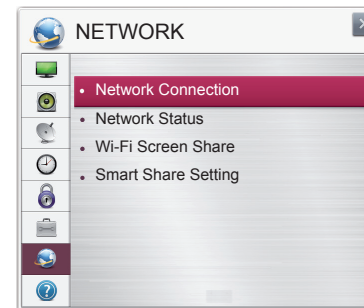 NETWORK
• Network Connection
• Network Status
• Wi-Fi Screen Share
• Smart Share Setting